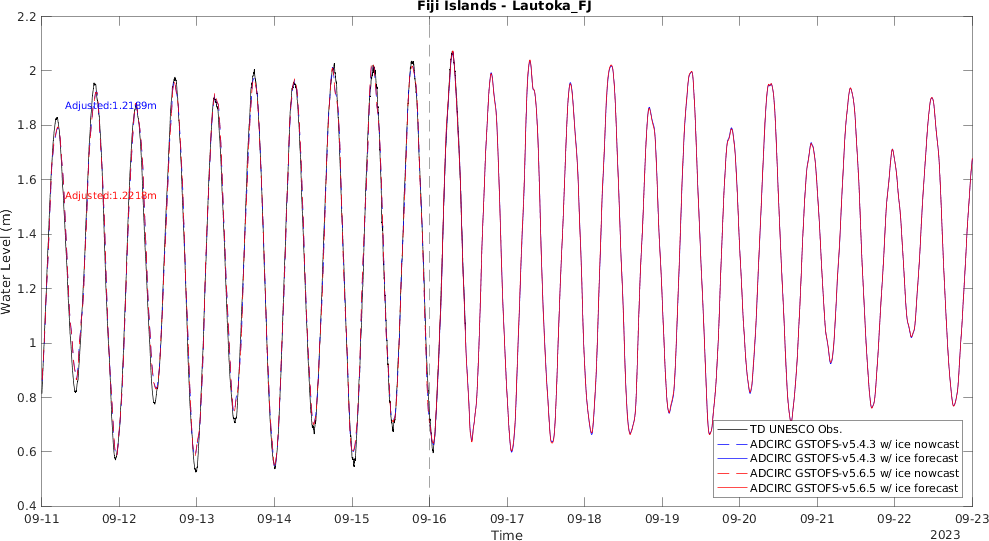 Fiji Islands - Lautoka_FJ
2.2
2
1.8
1.6
1.4
1.2
1
0.8
0.6
0.4
Water Level (m)
Adjusted:1.2189m
Adjusted:1.2218m
TD UNESCO Obs.
ADCIRC GSTOFS-v5.4.3 w/ ice nowcast
ADCIRC GSTOFS-v5.4.3 w/ ice forecast
ADCIRC GSTOFS-v5.6.5 w/ ice nowcast
ADCIRC GSTOFS-v5.6.5 w/ ice forecast
09-11 09-12 09-13 09-14 09-15 09-16 09-17 09-18 09-19 09-20 09-21 09-22 09-23
Time
2023